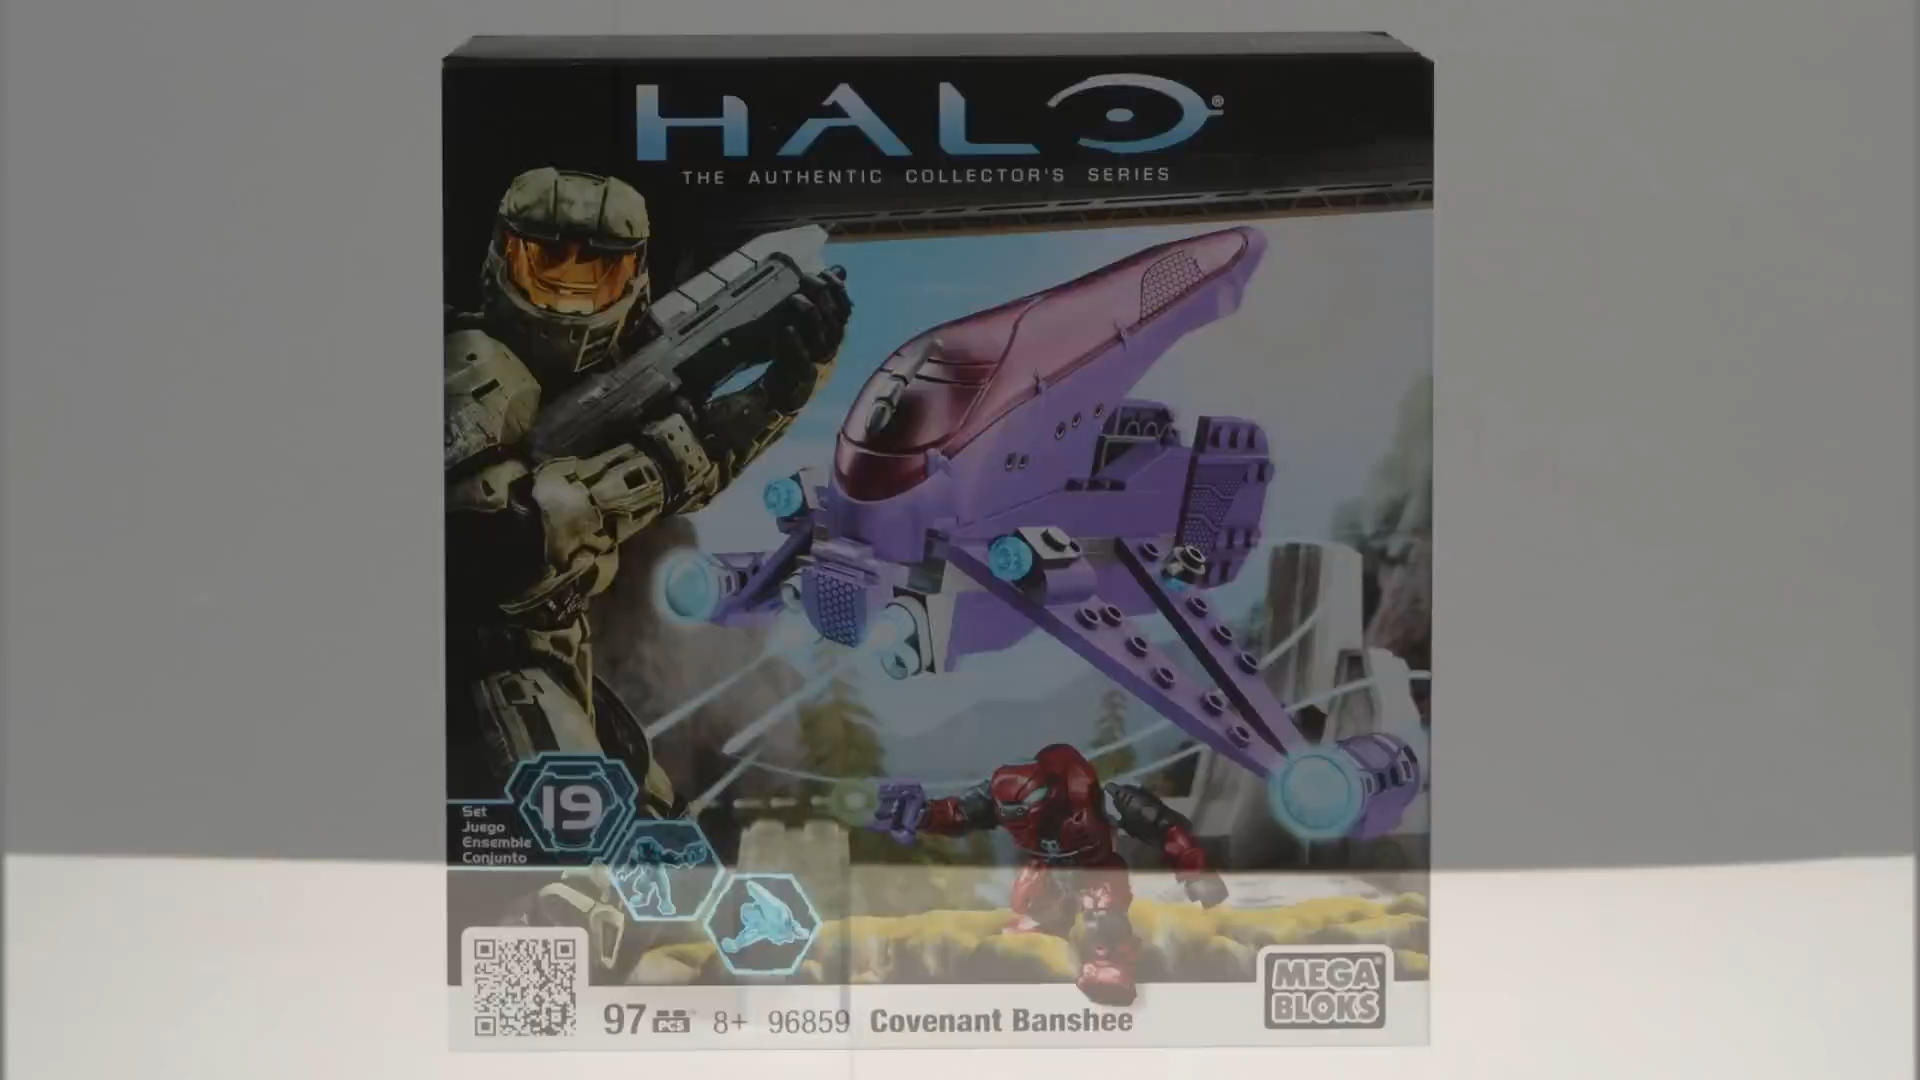 HALO®
THE AUTHENTIC COLLECTOR'S SERIES
19
Set
Juego
Ensemble
Conjunto
97 PCS 8+ 96859 Covenant Banshee
MEGA
BLOKS